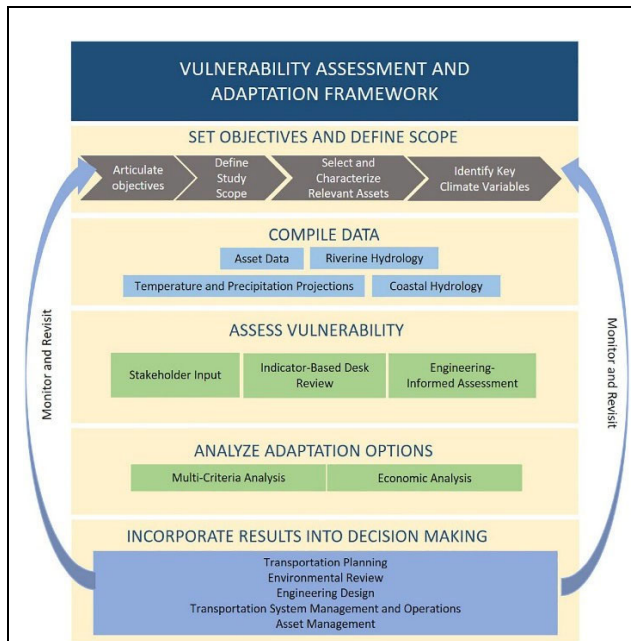 VULNERABILITY ASSESSMENT AND
ADAPTATION FRAMEWORK
SET OBJECTIVES AND DEFINE SCOPE
Articulate
objectives
Define
Study
Scope
Select and
Characterize
Relevant Assets
Identify Key
Climate Variables
COMPILE DATA
Asset Data
Riverine Hydrology
Temperature and Precipitation Projections
Coastal Hydrology
ASSESS VULNERABILITY
Stakeholder Input
Indicator-Based Desk
Review
Engineering-
Informed Assessment
ANALYZE ADAPTATION OPTIONS
Multi-Criteria Analysis
Economic Analysis
INCORPORATE RESULTS INTO DECISION MAKING
Transportation Planning
Environmental Review
Engineering Design
Transportation System Management and Operations
Asset Management
Monitor and Revisit
Monitor and Revisit